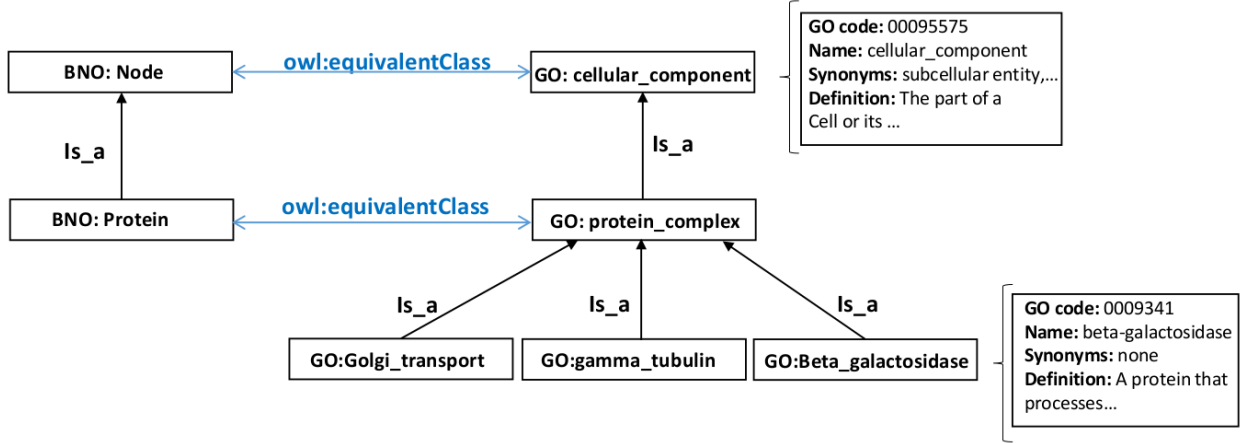 BNO: Node
owl:equivalentClass
GO: cellular_component
GO code: 00095575
Name: cellular_component
Synonyms: subcellular entity,...
Definition: The part of a
Cell or its ...
Is_a
Is_a
BNO: Protein
owl:equivalentClass
GO: protein_complex
Is_a
Is_a
Is_a
GO:Golgi_transport
GO:gamma_tubulin
GO:Beta_galactosidase
GO code: 0009341
Name: beta-galactosidase
Synonyms: none
Definition: A protein that
processes...